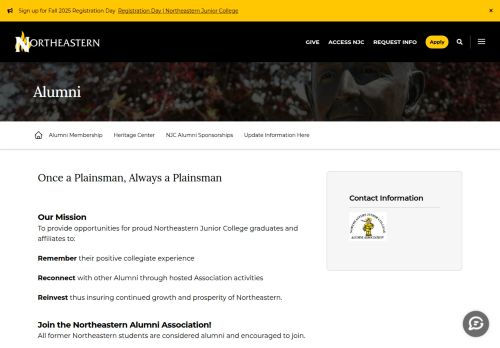 Sign up for Fall 2025 Registration Day Registration Day | Northeastern Junior College ×
NORTHEASTERN GIVE ACCESS NJC REQUEST INFO Apply
Alumni
Alumni Membership Heritage Center NJC Alumni Sponsorships Update Information Here
Once a Plainsman, Always a Plainsman
Our Mission
To provide opportunities for proud Northeastern Junior College graduates and
affiliates to:
Remember their positive collegiate experience
Reconnect with other Alumni through hosted Association activities
Reinvest thus insuring continued growth and prosperity of Northeastern.
Join the Northeastern Alumni Association!
All former Northeastern students are considered alumni and encouraged to join.
Contact Information
NORTHEASTERN JUNIOR COLLEGE
ALUMNI ASSOCIATION